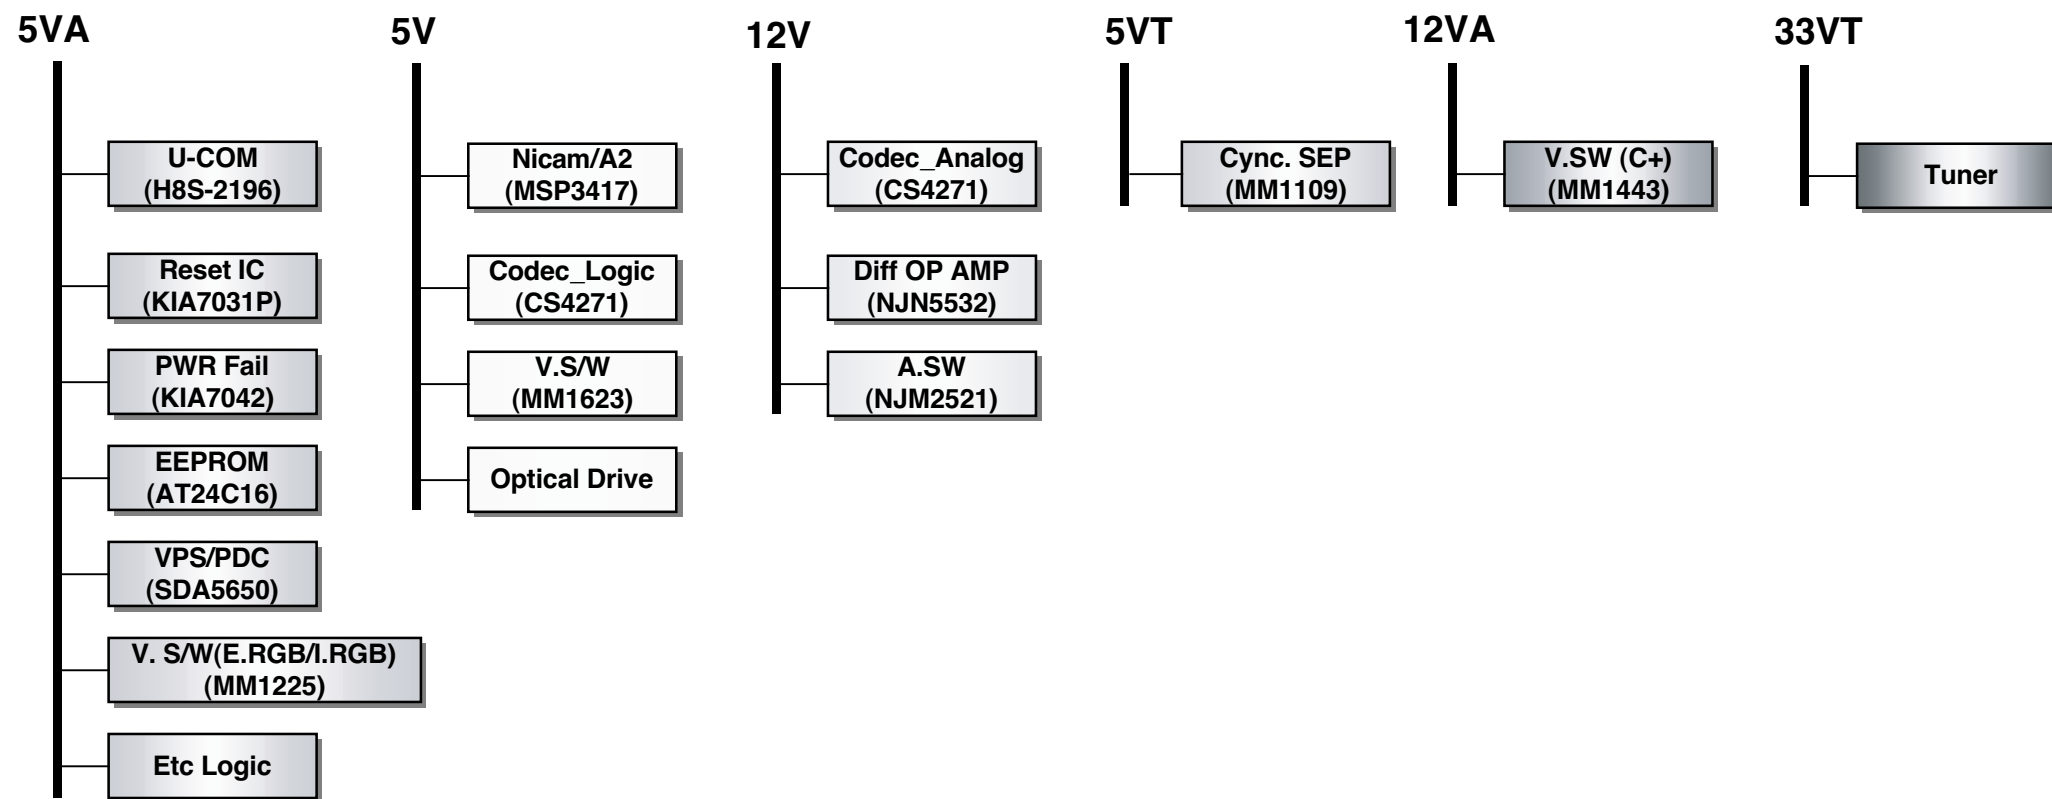 5VA
U-COM
(H8S-2196)
Reset IC
(KIA7031P)
PWR Fail
(KIA7042)
EEPROM
(AT24C16)
VPS/PDC
(SDA5650)
V. S/W(E.RGB/I.RGB)
(MM1225)
Etc Logic
5V
Nicam/A2
(MSP3417)
Codec_Logic
(CS4271)
V.S/W
(MM1623)
Optical Drive
12V
Codec_Analog
(CS4271)
Diff OP AMP
(NJN5532)
A.SW
(NJM2521)
5VT
Cync. SEP
(MM1109)
12VA
V.SW (C+)
(MM1443)
33VT
Tuner